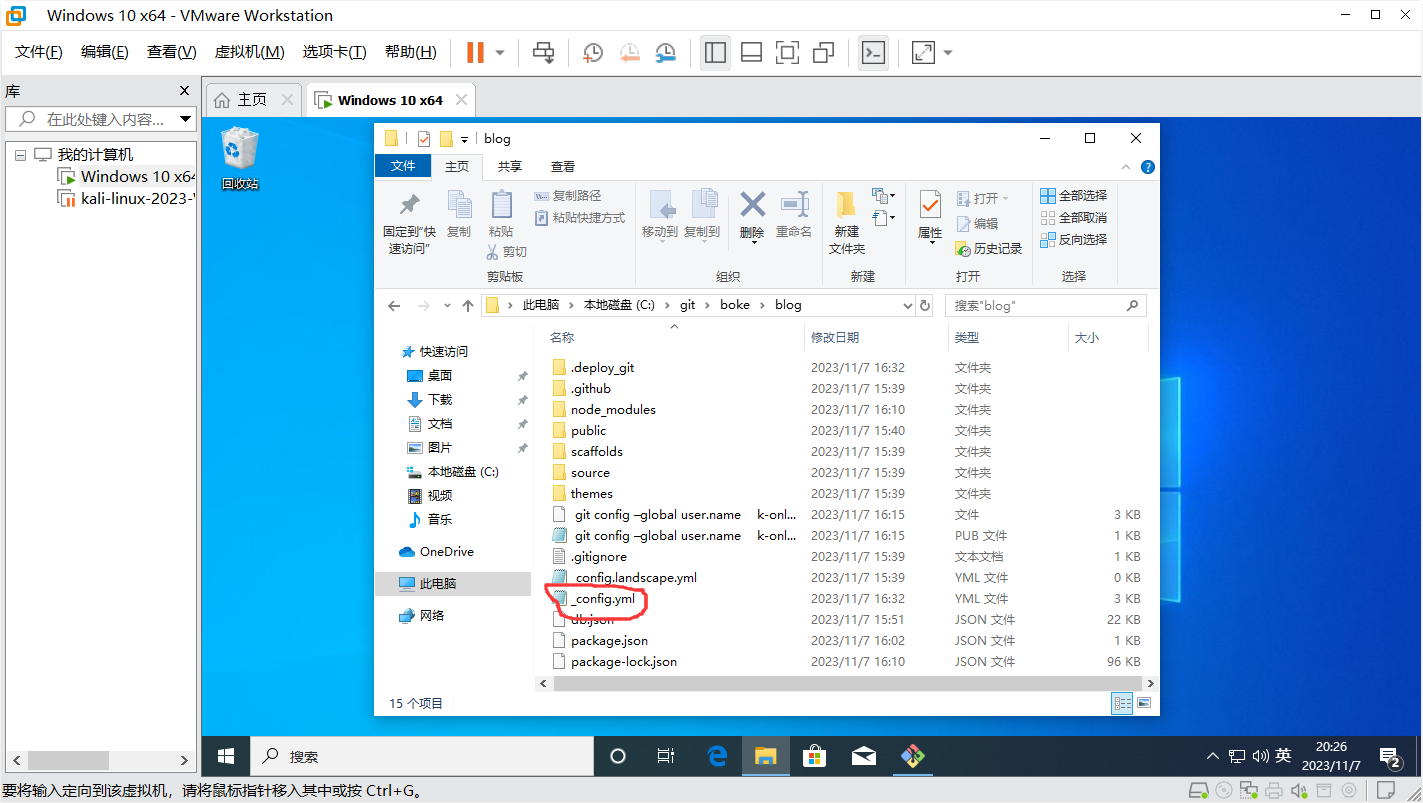 Windows 10 x64 - VMware Workstation
文件(F) 编辑(E) 查看(V) 虚拟机(M) 选项卡(T) 帮助(H)
库
在此处键入内容...
我的计算机
Windows 10 x64
kali-linux-2023-
主页
Windows 10 x64
回收站
blog
文件 主页 共享 查看
固定到"快速访问"
复制
粘贴
复制路径
粘贴快捷方式
剪切
剪贴板
移动到 复制到 删除 重命名
组织
新建文件夹
新建
属性
打开
编辑
历史记录
打开
全部选择
全部取消
反向选择
选择
此电脑 本地磁盘 (C:) git boke blog
搜索"blog"
快速访问
桌面
下载
文档
图片
本地磁盘 (C:)
视频
音乐
OneDrive
此电脑
网络
名称 修改日期 类型 大小
.deploy_git 2023/11/7 16:32 文件夹
.github 2023/11/7 15:39 文件夹
node_modules 2023/11/7 16:10 文件夹
public 2023/11/7 15:40 文件夹
scaffolds 2023/11/7 15:39 文件夹
source 2023/11/7 15:39 文件夹
themes 2023/11/7 15:39 文件夹
git config –global user.name k-onl... 2023/11/7 16:15 文件 3 KB
git config –global user.name k-onl... 2023/11/7 16:15 PUB 文件 1 KB
.gitignore 2023/11/7 15:39 文本文档 1 KB
_config.landscape.yml 2023/11/7 15:39 YML 文件 0 KB
_config.yml 2023/11/7 16:32 YML 文件 3 KB
db.json 2023/11/7 15:51 JSON 文件 22 KB
package.json 2023/11/7 16:02 JSON 文件 1 KB
package-lock.json 2023/11/7 16:10 JSON 文件 96 KB
15 个项目
搜索
英
20:26
2023/11/7
2
要将输入定向到该虚拟机，请将鼠标指针移入其中或按 Ctrl+G。